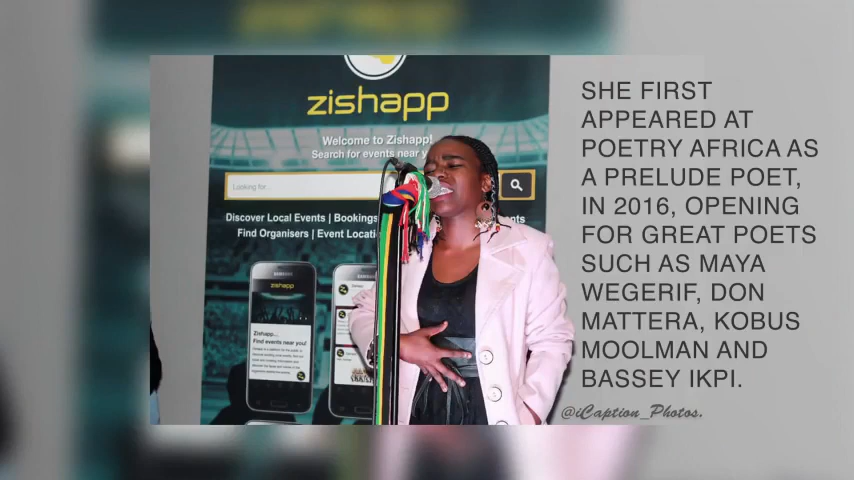 zishapp
Welcome to Zishapp!
Search for events near y
Looking for...
Discover Local Events | Bookings
Find Organisers | Event Locati
zishapp
Zishapp...
Find events near you!
SHE FIRST
APPEARED AT
POETRY AFRICA AS
A PRELUDE POET,
IN 2016, OPENING
FOR GREAT POETS
SUCH AS MAYA
WEGERIF, DON
MATTERA, KOBUS
MOOLMAN AND
BASSEY IKPI.
@iCaption_Photos.